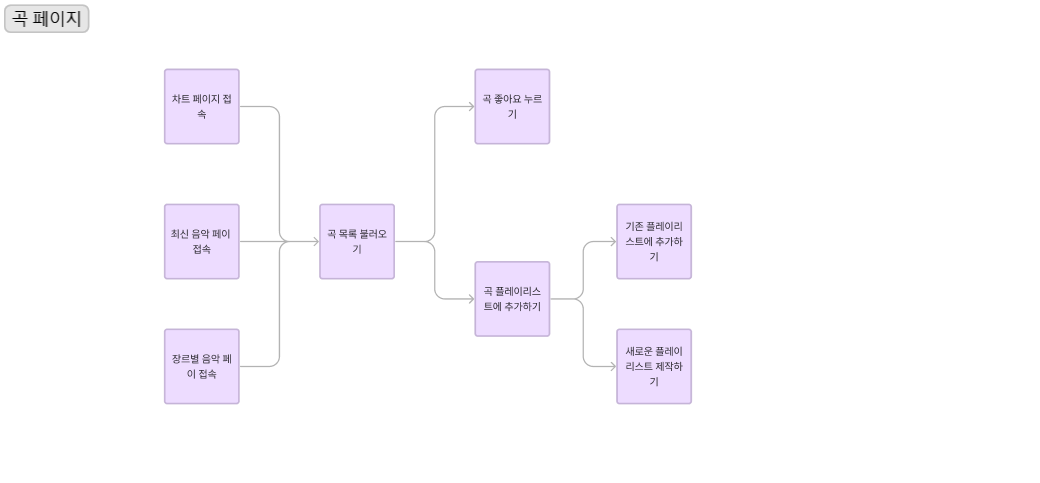 곡 페이지
차트 페이지 접
속
곡 좋아요 누르
기
최신 음악 페이
접속
곡 목록 불러오
기
기존 플레이리
스트에 추가하
기
곡 플레이리스
트에 추가하기
장르별 음악 페
이 접속
새로운 플레이
리스트 제작하
기